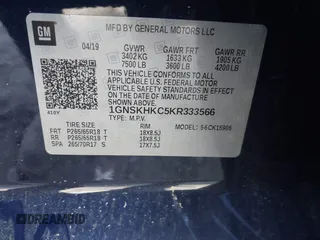 GM
MFD BY GENERAL MOTORS LLC
04/19 GVWR GAWR FRT GAWR RR
3402 KG 1633 KG 1905 KG
7500 LB 3600 LB 4200 LB
THIS VEHICLE CONFORMS TO ALL APPLICABLE
U.S. FEDERAL MOTOR VEHICLE SAFETY
STANDARDS IN EFFECT ON THE DATE OF
MANUFACTURE SHOWN ABOVE.
1GNSKHKC5KR333566
TYPE: M.P.V.
MODEL:
TIRE SIZE RIM
FRT P265/65R18 T 18X8.5J
RR P265/65R18 T 18X8.5J
SPA 265/70R17 S 17X7.5J
DREAMBID